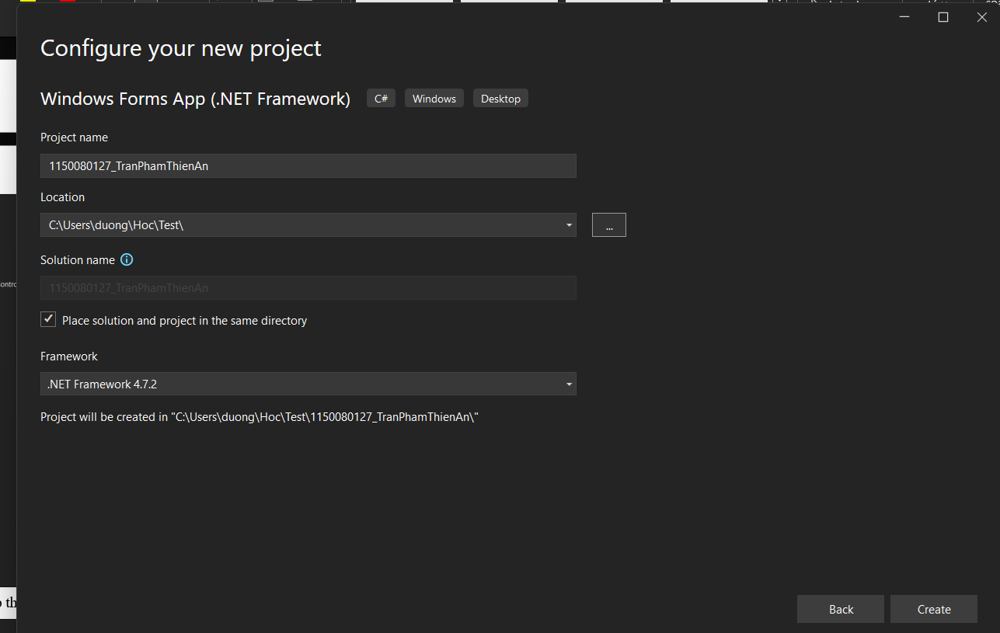 Configure your new project
Windows Forms App (.NET Framework) C# Windows Desktop
Project name
1150080127_TranPhamThienAn
Location
C:\Users\duong\Hoc\Test\
...
Solution name
1150080127_TranPhamThienAn
Place solution and project in the same directory
Framework
.NET Framework 4.7.2
Project will be created in "C:\Users\duong\Hoc\Test\1150080127_TranPhamThienAn\"
Back Create